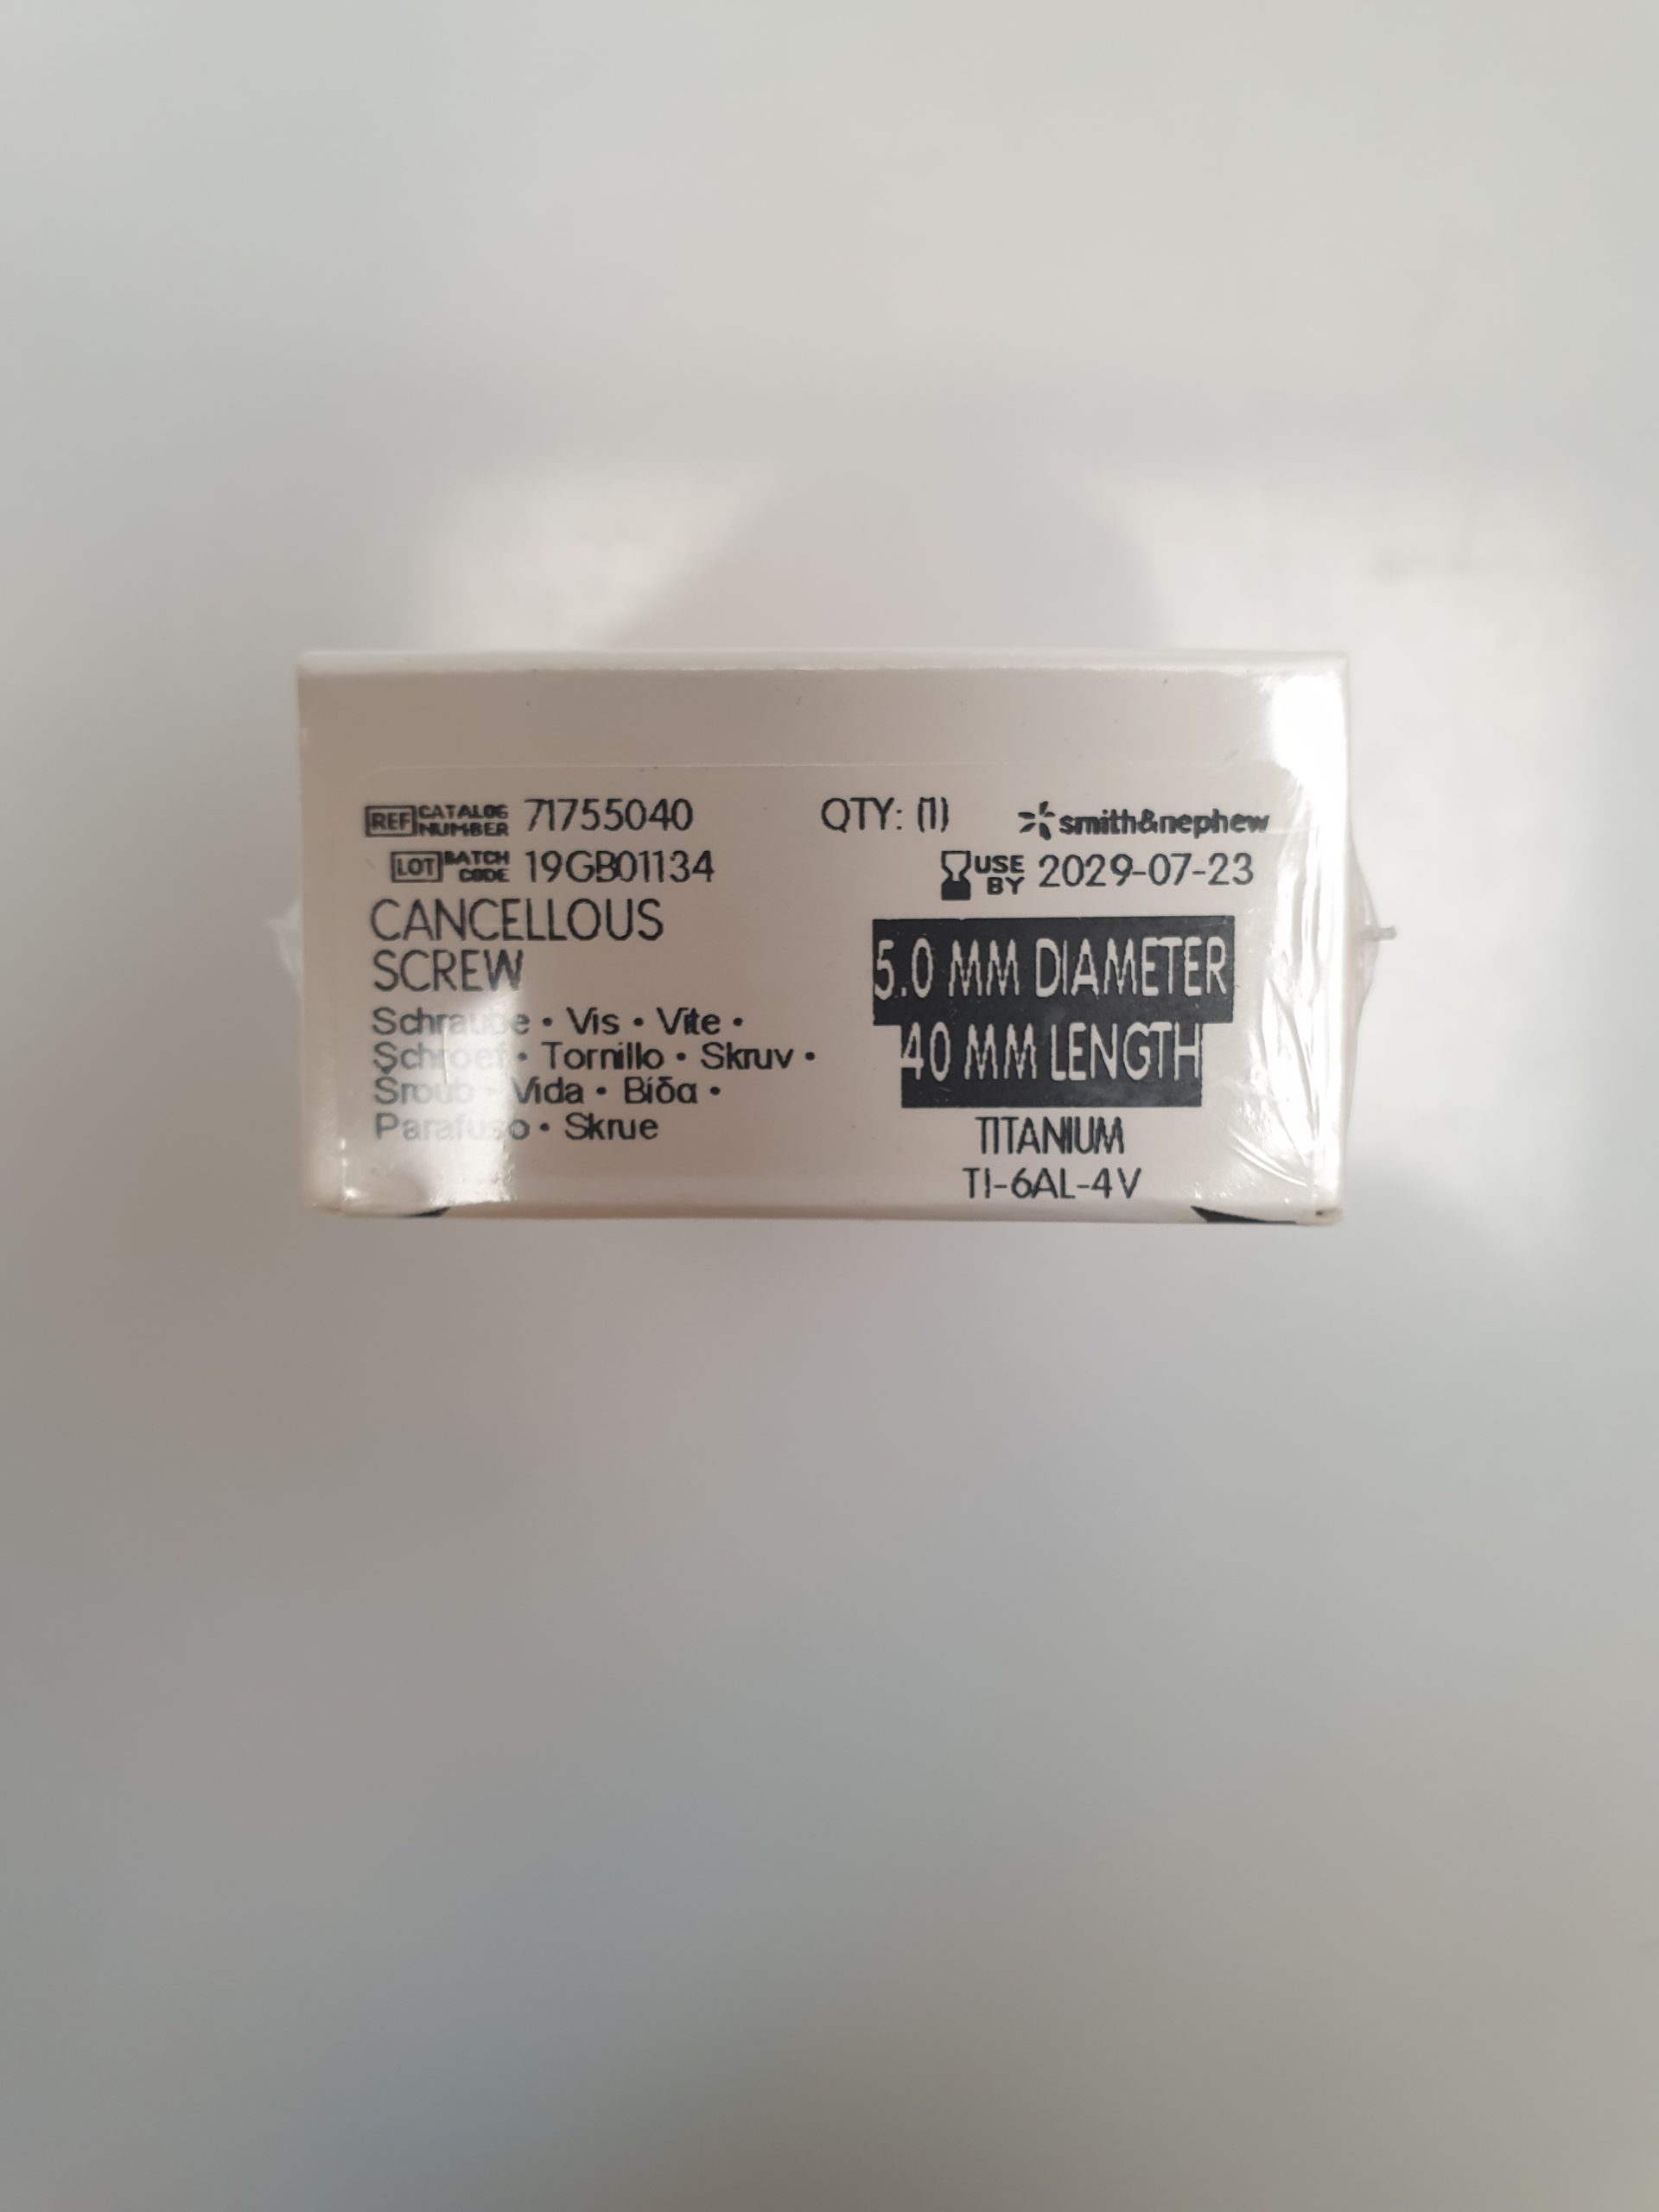 REF CATALOG NUMBER 71755040 QTY: (1) smith&nephew
LOT BATCH CODE 19GB01134 USE BY 2029-07-23
CANCELLOUS
SCREW
Schraube • Vis • Vite •
Schroef • Tornillo • Skruv •
Šroub • Vida • Βίδα •
Parafuso • Skrue
5.0 MM DIAMETER
40 MM LENGTH
TITANIUM
TI-6AL-4V